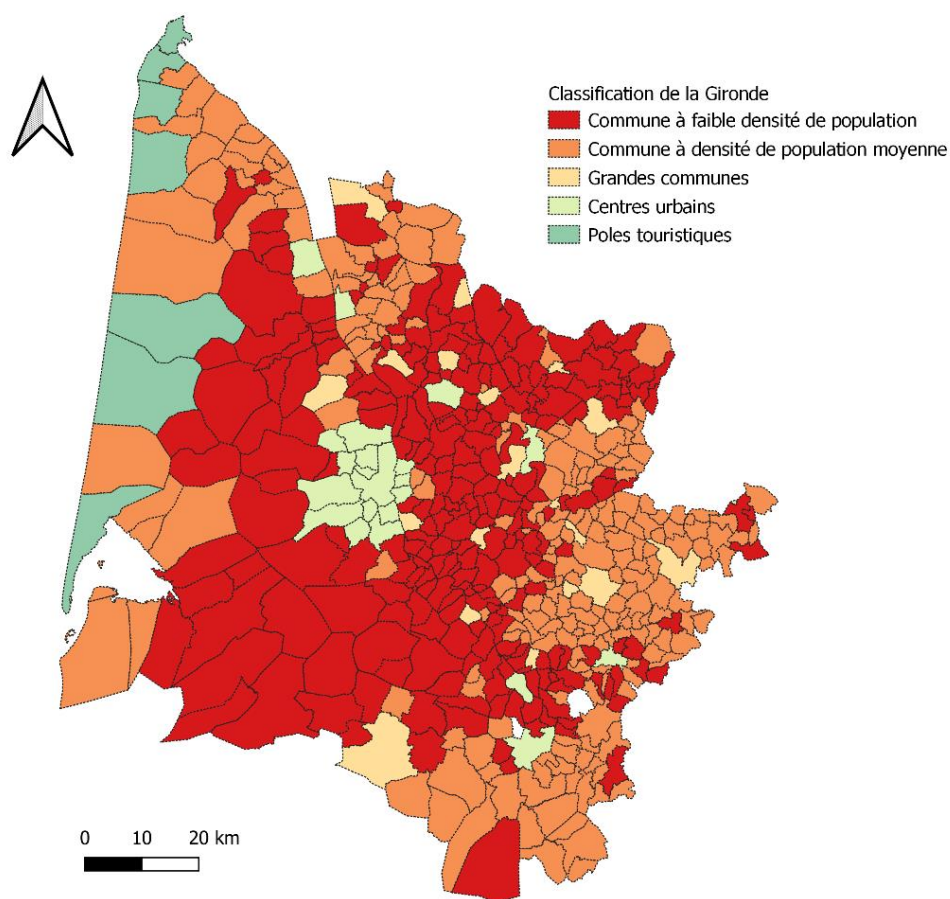 Classification de la Gironde
Commune à faible densité de population
Commune à densité de population moyenne
Grandes communes
Centres urbains
Poles touristiques
0 10 20 km